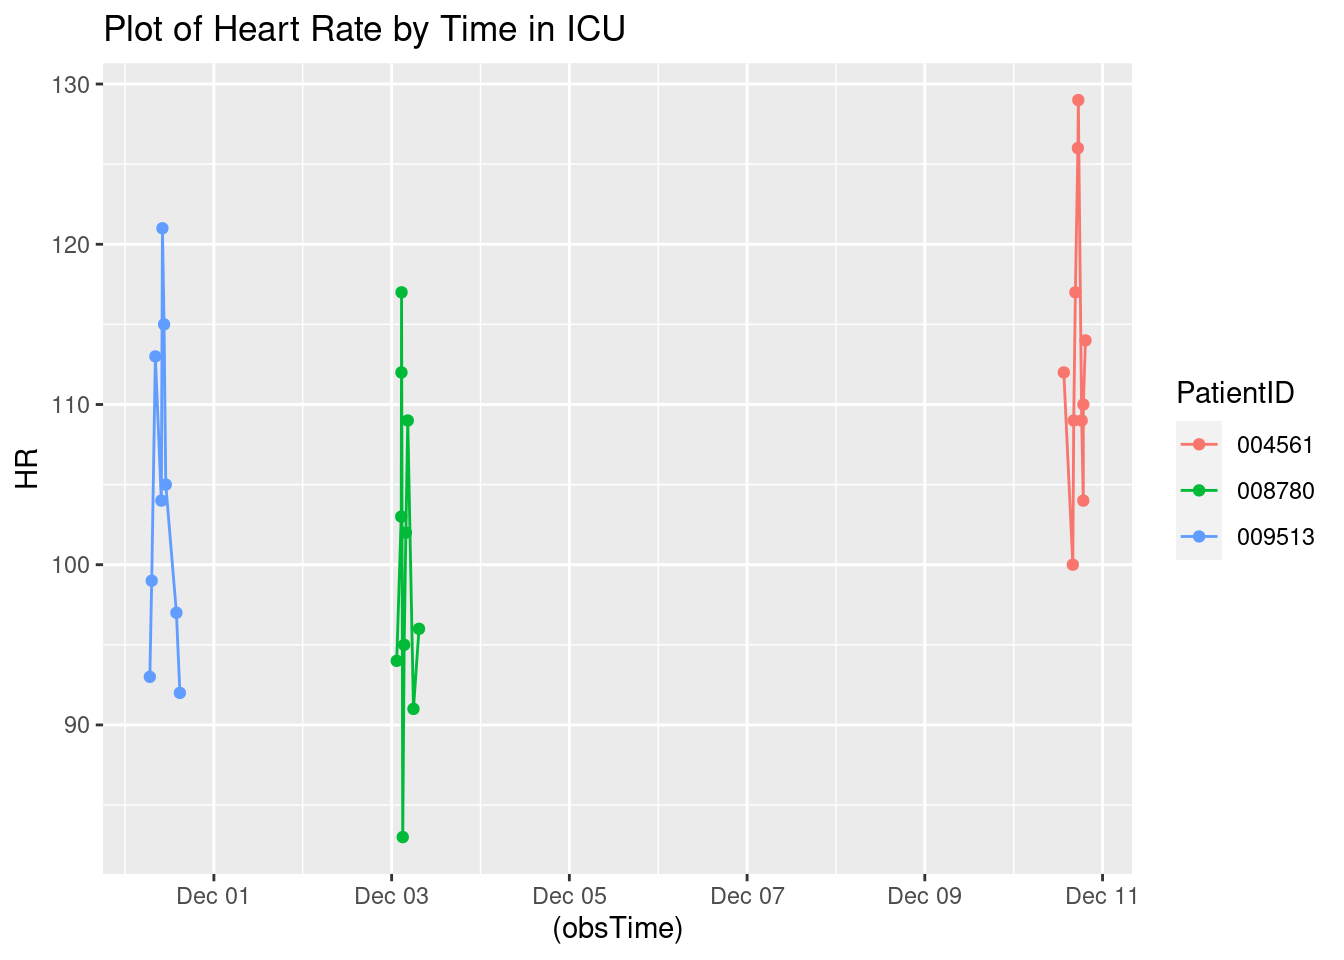 Plot of Heart Rate by Time in ICU
130
120
110
100
90
HR
Dec 01 Dec 03 Dec 05 Dec 07 Dec 09 Dec 11
(obsTime)
PatientID
004561
008780
009513